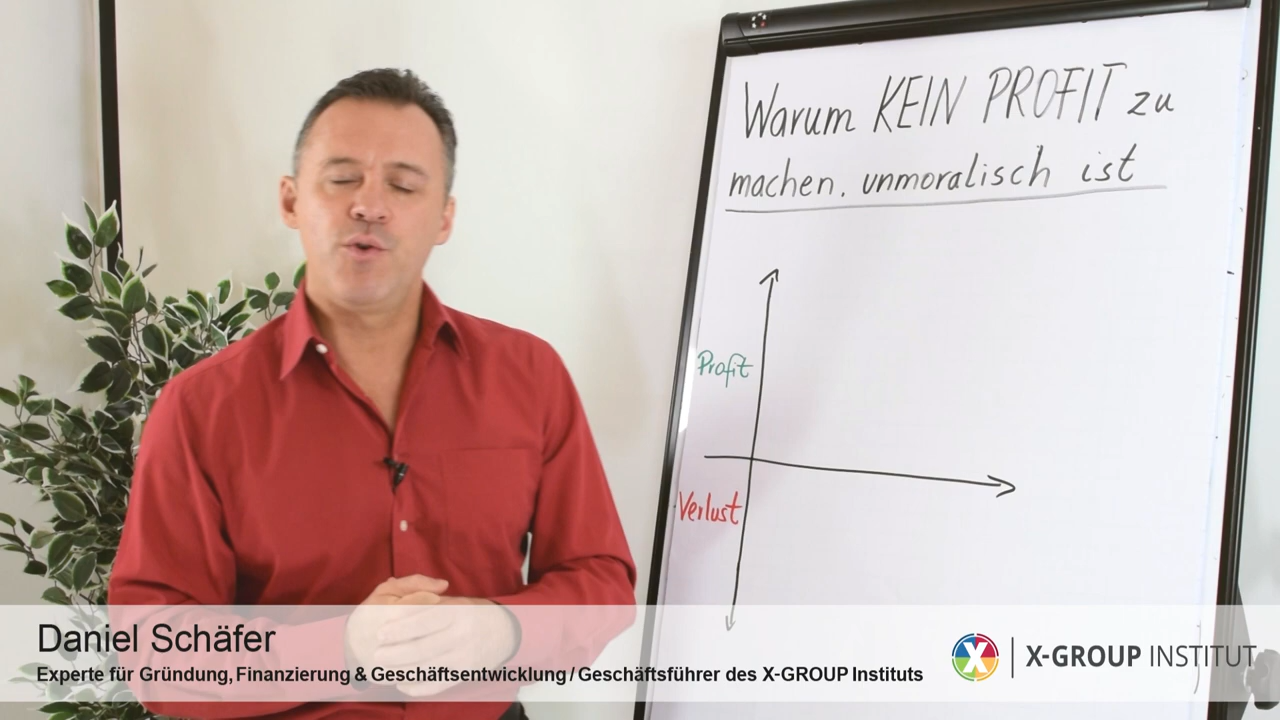 Warum KEIN PROFIT zu
machen, unmoralisch ist
Profit
Verlust
Daniel Schäfer
Experte für Gründung, Finanzierung & Geschäftsentwicklung / Geschäftsführer des X-GROUP Instituts
X-GROUP INSTITUT